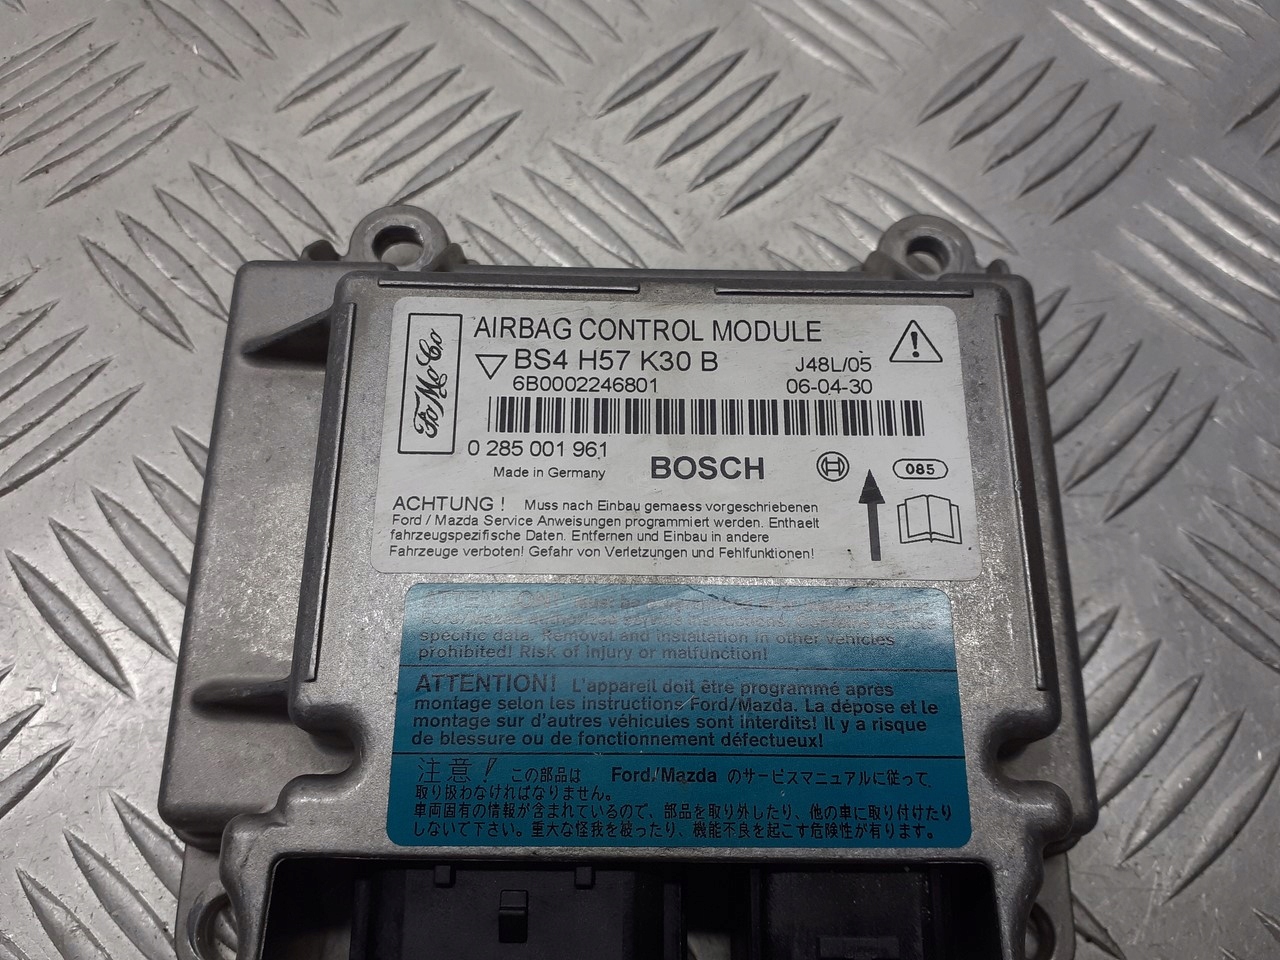 FoMoCo
AIRBAG CONTROL MODULE
BS4 H57 K30 B
J48L/05
6B0002246801
06-04-30
0 285 001 961
Made in Germany
BOSCH
085
ACHTUNG ! Muss nach Einbau gemaess vorgeschriebenen
Ford / Mazda Service Anweisungen programmiert werden. Enthaelt
fahrzeugspezifische Daten. Entfernen und Einbau in andere
Fahrzeuge verboten! Gefahr von Verletzungen und Fehlfunktionen!
specific data. Removal and installation in other vehicles
prohibited! Risk of injury or malfunction!
ATTENTION! L'appareil doit être programmé après
montage selon les instructions Ford/Mazda. La dépose et le
montage sur d'autres véhicules sont interdits! Il y a risque
de blessure ou de fonctionnement défectueux!
注意! この部品は Ford/Mazda のサービスマニュアルに従って
取り扱わなければなりません。
車両固有の情報が含まれているので、部品を取り外したり、他の車に取り付けたり
しないで下さい。重大な怪我を被ったり、機能不良を起こす危険性が有ります。